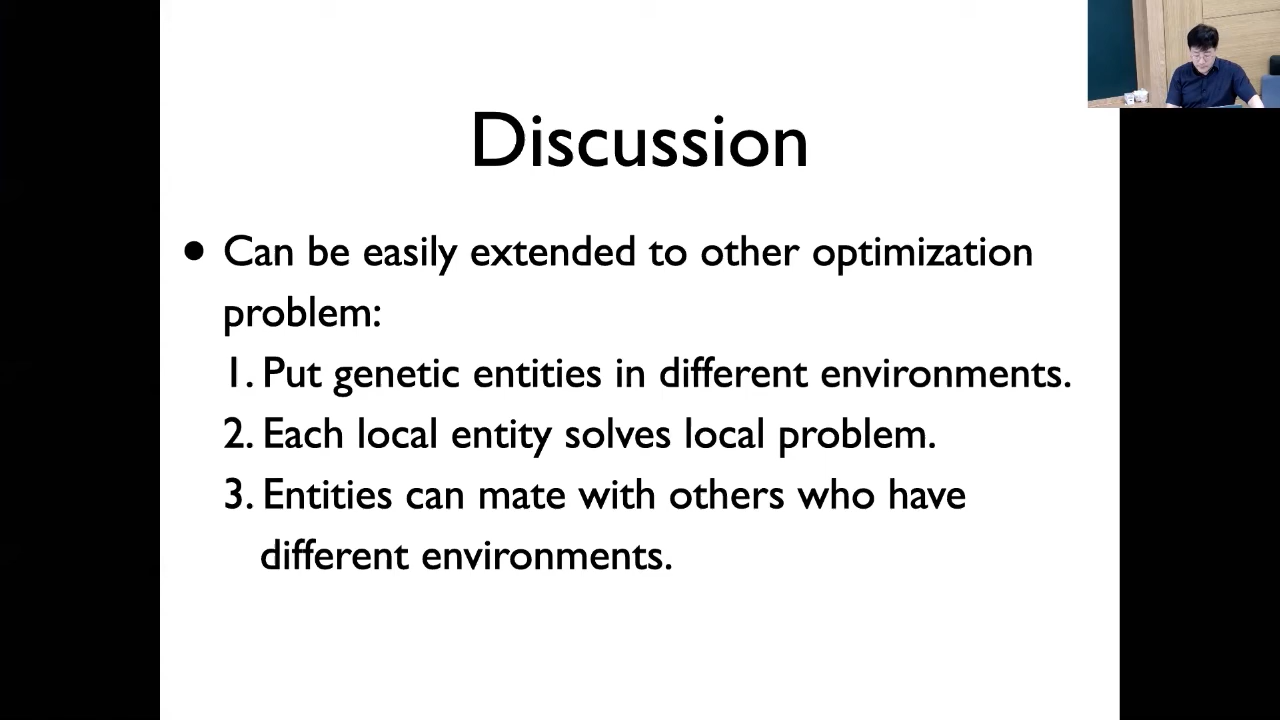 Discussion
• Can be easily extended to other optimization
problem:
1. Put genetic entities in different environments.
2. Each local entity solves local problem.
3. Entities can mate with others who have
different environments.